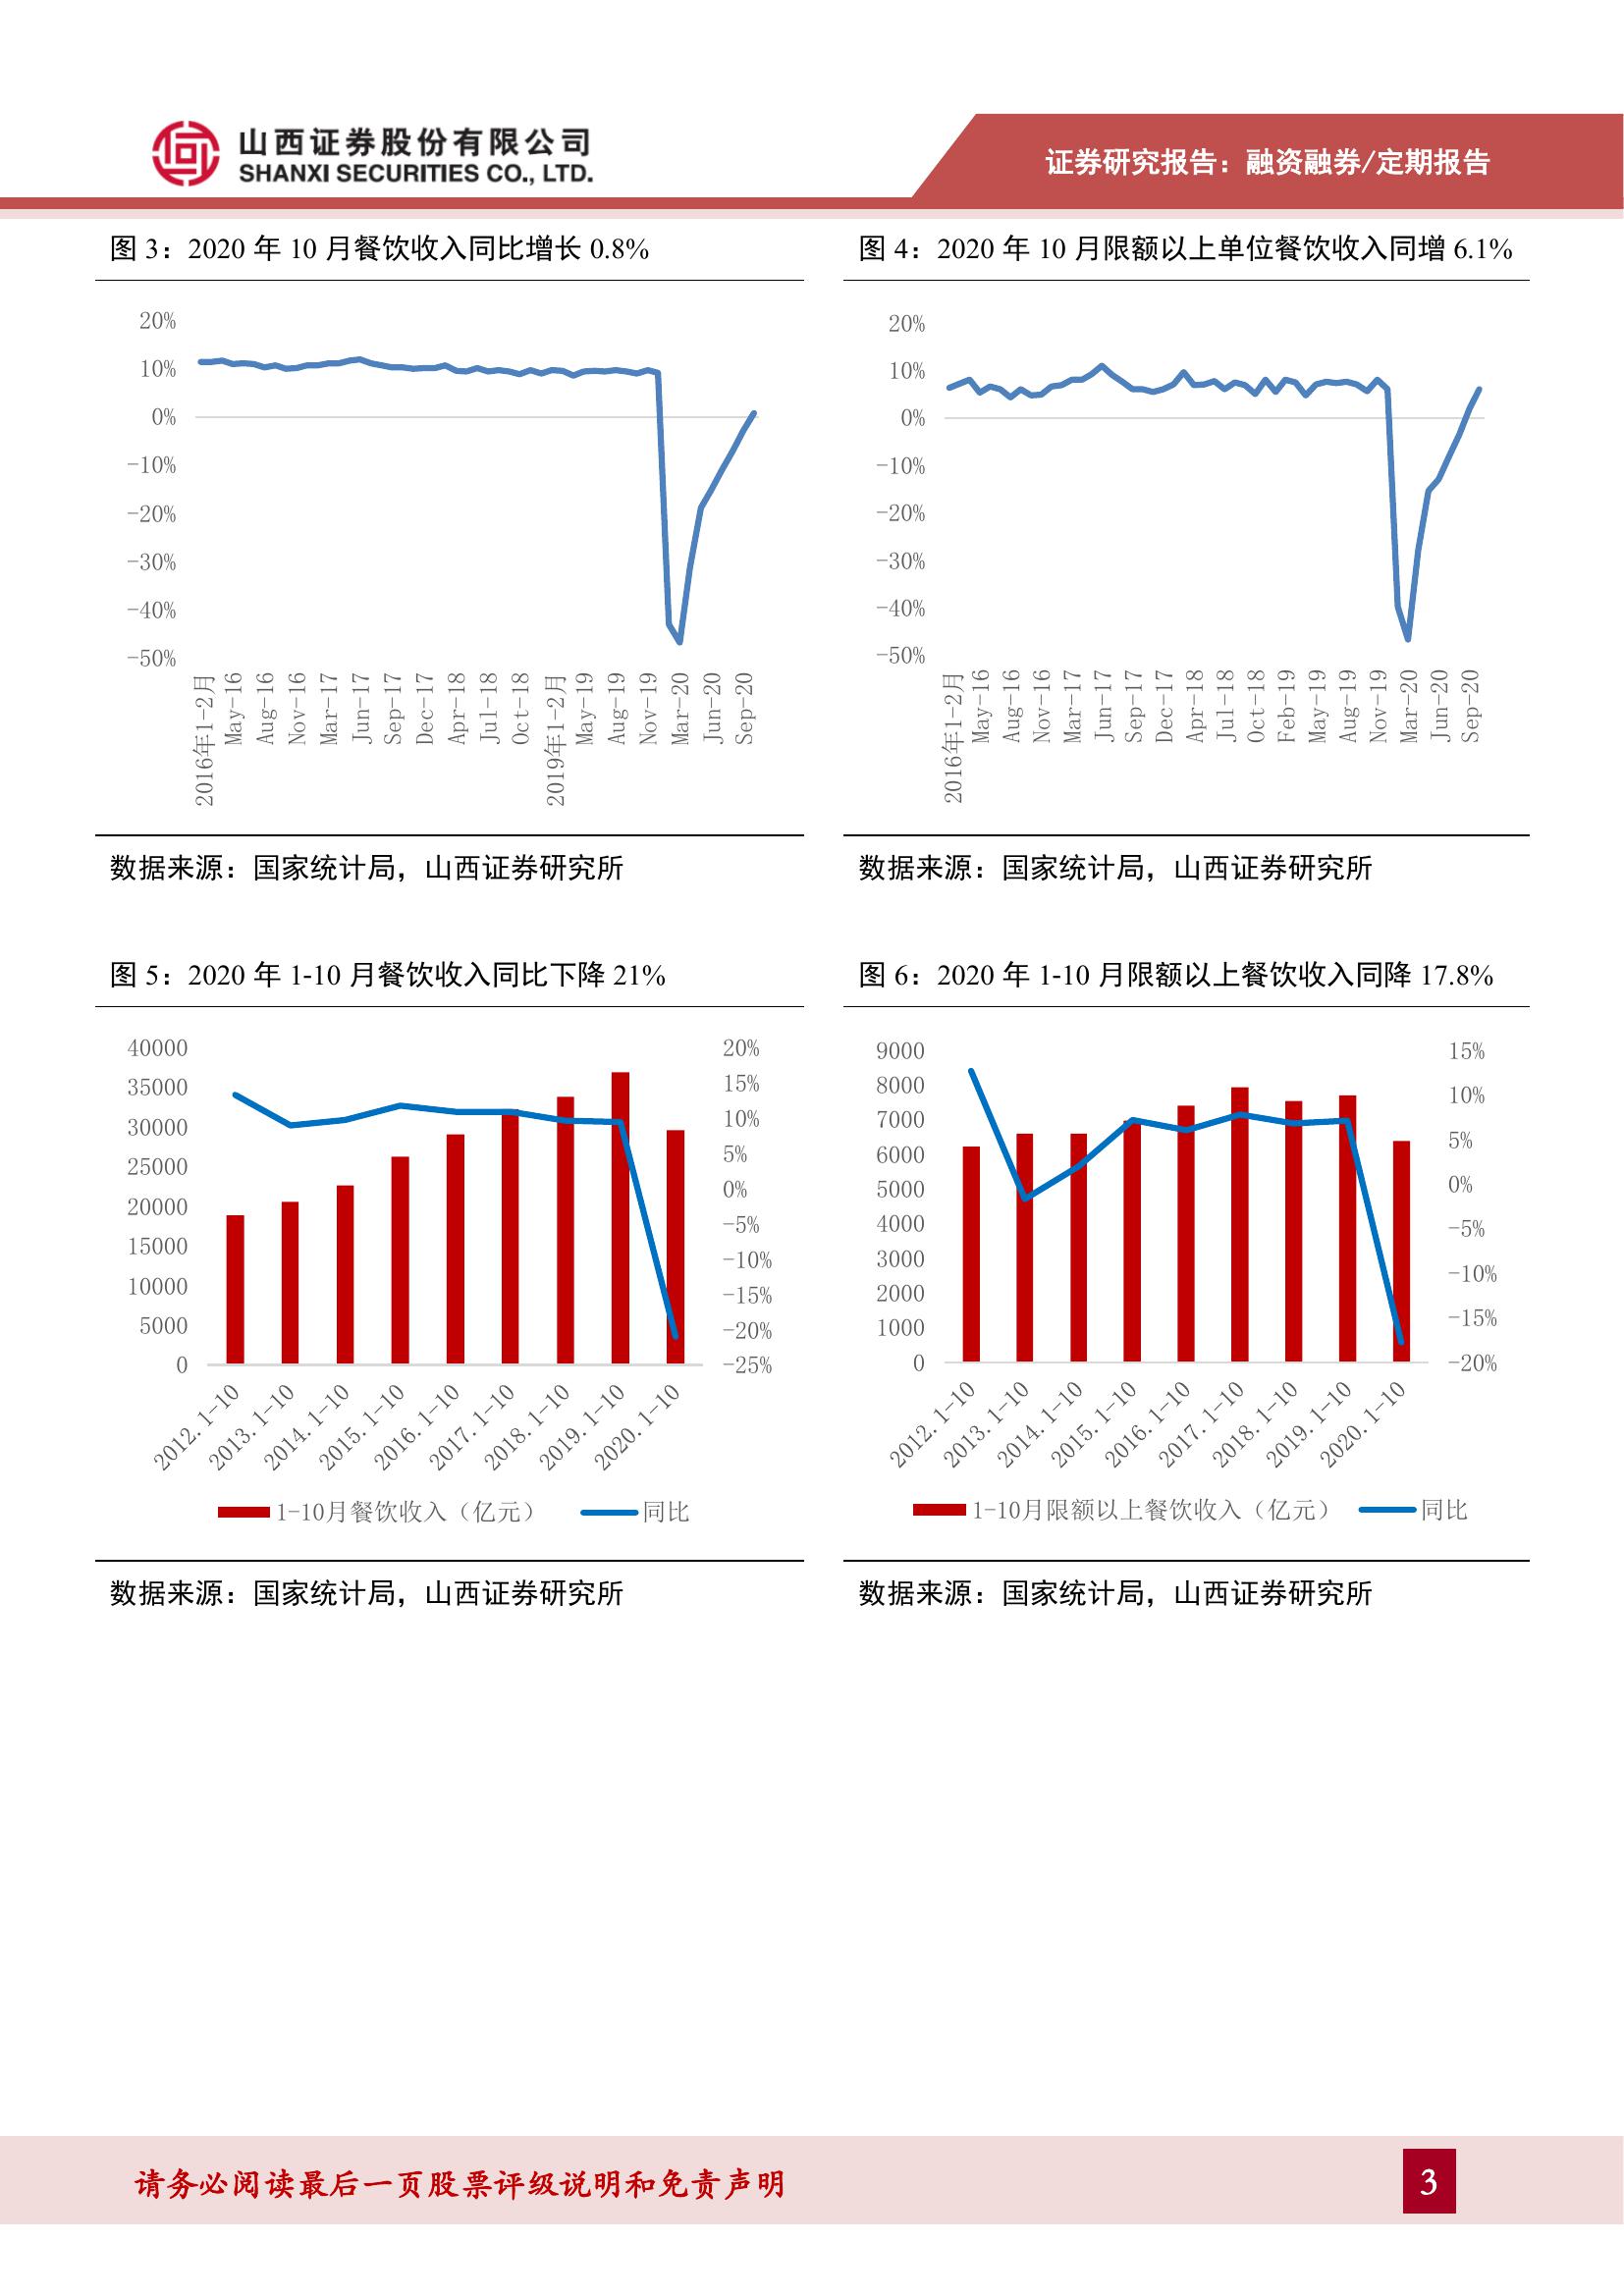 山西证券股份有限公司
SHANXI SECURITIES CO., LTD.
证券研究报告：融资融券/定期报告
图 3：2020 年 10 月餐饮收入同比增长 0.8%
20%
10%
0%
-10%
-20%
-30%
-40%
-50%
2016年1-2月
May-16
Aug-16
Nov-16
Mar-17
Jun-17
Sep-17
Dec-17
Apr-18
Jul-18
Oct-18
2019年1-2月
May-19
Aug-19
Nov-19
Mar-20
Jun-20
Sep-20
数据来源：国家统计局，山西证券研究所
图 4：2020 年 10 月限额以上单位餐饮收入同增 6.1%
20%
10%
0%
-10%
-20%
-30%
-40%
-50%
2016年1-2月
May-16
Aug-16
Nov-16
Mar-17
Jun-17
Sep-17
Dec-17
Apr-18
Jul-18
Oct-18
Feb-19
May-19
Aug-19
Nov-19
Mar-20
Jun-20
Sep-20
数据来源：国家统计局，山西证券研究所
图 5：2020 年 1-10 月餐饮收入同比下降 21%
40000
35000
30000
25000
20000
15000
10000
5000
0
20%
15%
10%
5%
0%
-5%
-10%
-15%
-20%
-25%
2012.1-10
2013.1-10
2014.1-10
2015.1-10
2016.1-10
2017.1-10
2018.1-10
2019.1-10
2020.1-10
1-10月餐饮收入（亿元）
同比
数据来源：国家统计局，山西证券研究所
图 6：2020 年 1-10 月限额以上餐饮收入同降 17.8%
9000
8000
7000
6000
5000
4000
3000
2000
1000
0
15%
10%
5%
0%
-5%
-10%
-15%
-20%
2012.1-10
2013.1-10
2014.1-10
2015.1-10
2016.1-10
2017.1-10
2018.1-10
2019.1-10
2020.1-10
1-10月限额以上餐饮收入（亿元）
同比
数据来源：国家统计局，山西证券研究所
请务必阅读最后一页股票评级说明和免责声明
3